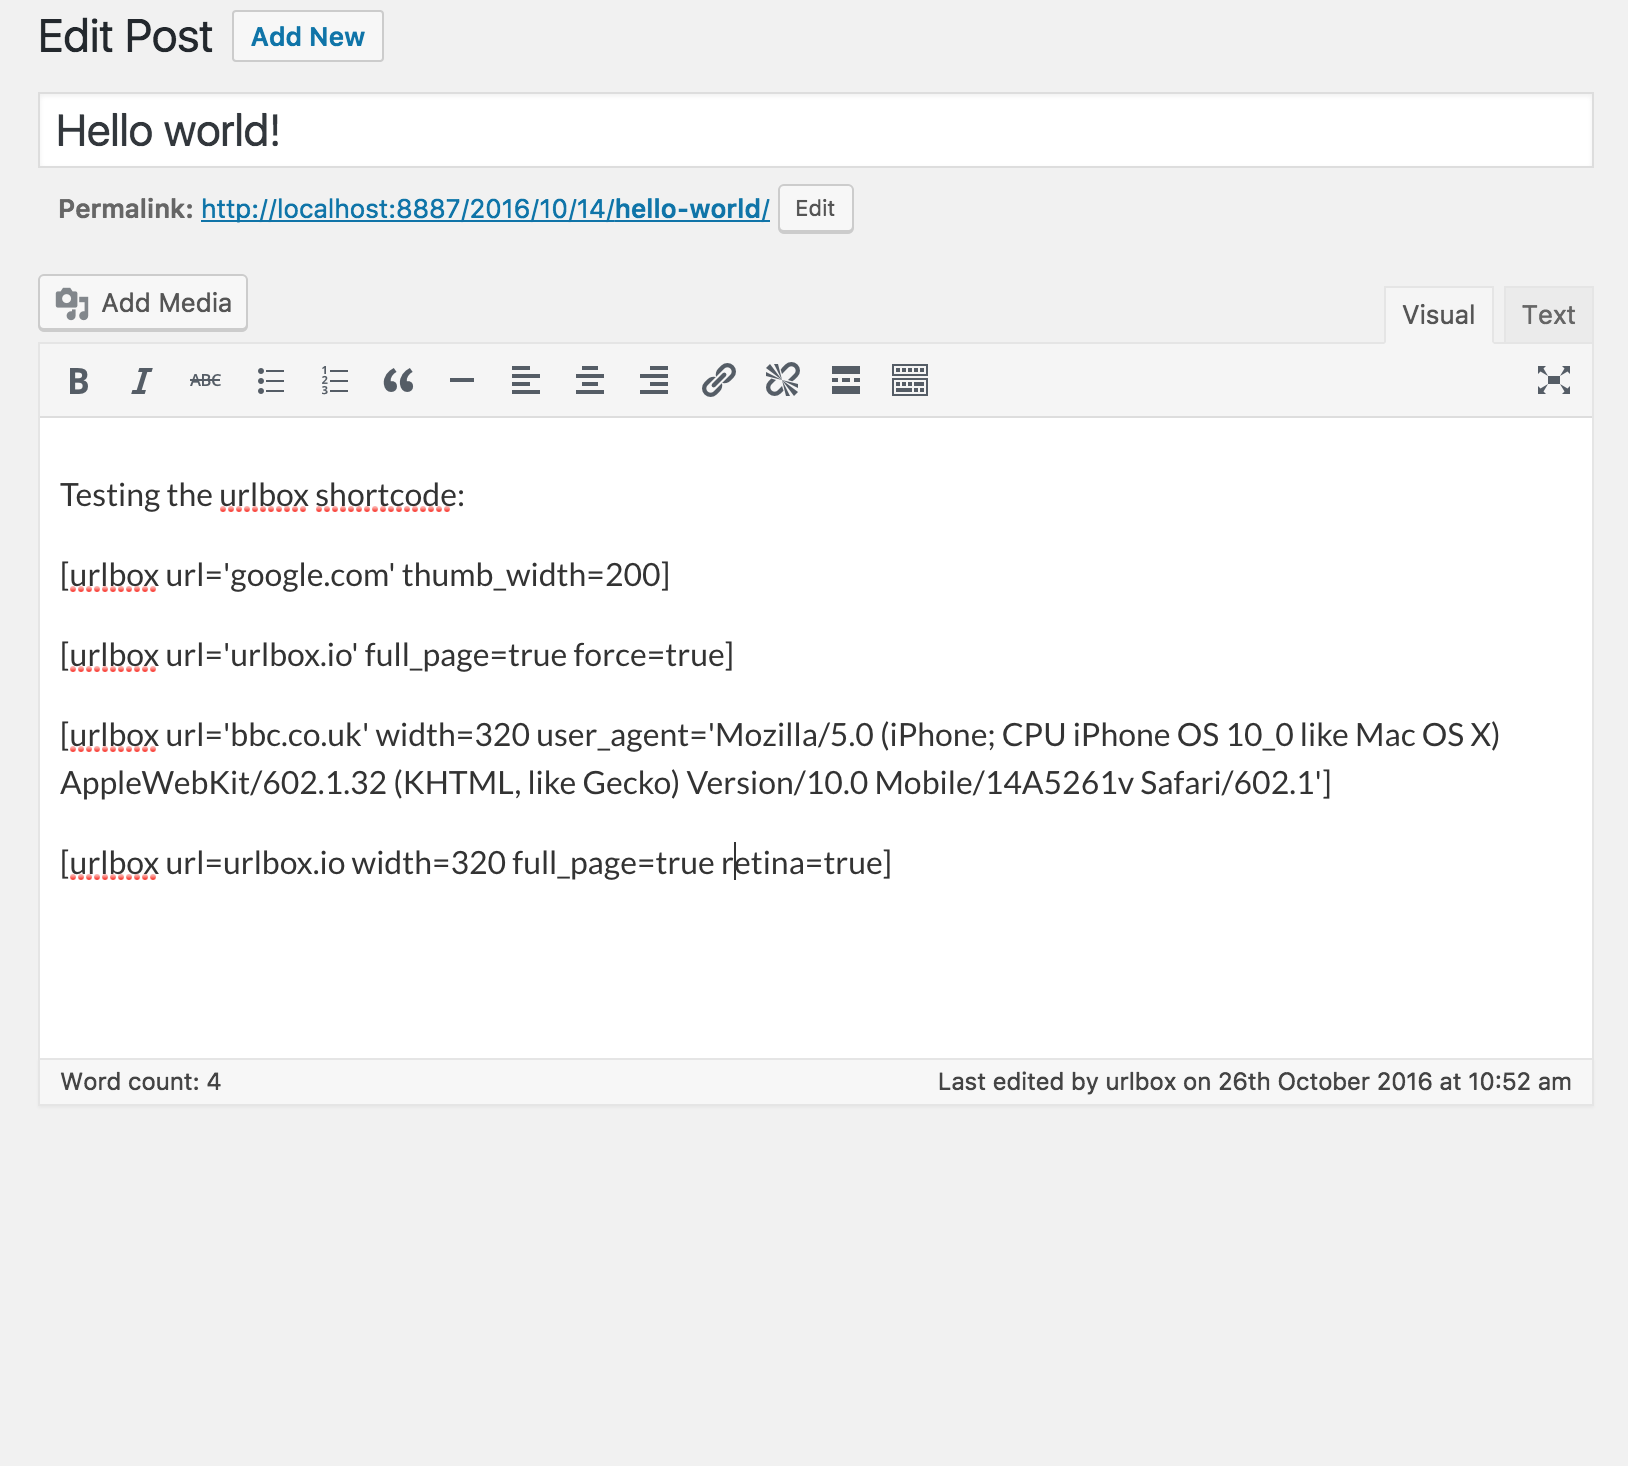 Edit Post Add New
Hello world!
Permalink: http://localhost:8887/2016/10/14/hello-world/ Edit
Add Media
Visual Text
B I ABC 1 2 3
Testing the urlbox shortcode:
[urlbox url='google.com' thumb_width=200]
[urlbox url='urlbox.io' full_page=true force=true]
[urlbox url='bbc.co.uk' width=320 user_agent='Mozilla/5.0 (iPhone; CPU iPhone OS 10_0 like Mac OS X)
AppleWebKit/602.1.32 (KHTML, like Gecko) Version/10.0 Mobile/14A5261v Safari/602.1']
[urlbox url=urlbox.io width=320 full_page=true retina=true]
Word count: 4 Last edited by urlbox on 26th October 2016 at 10:52 am